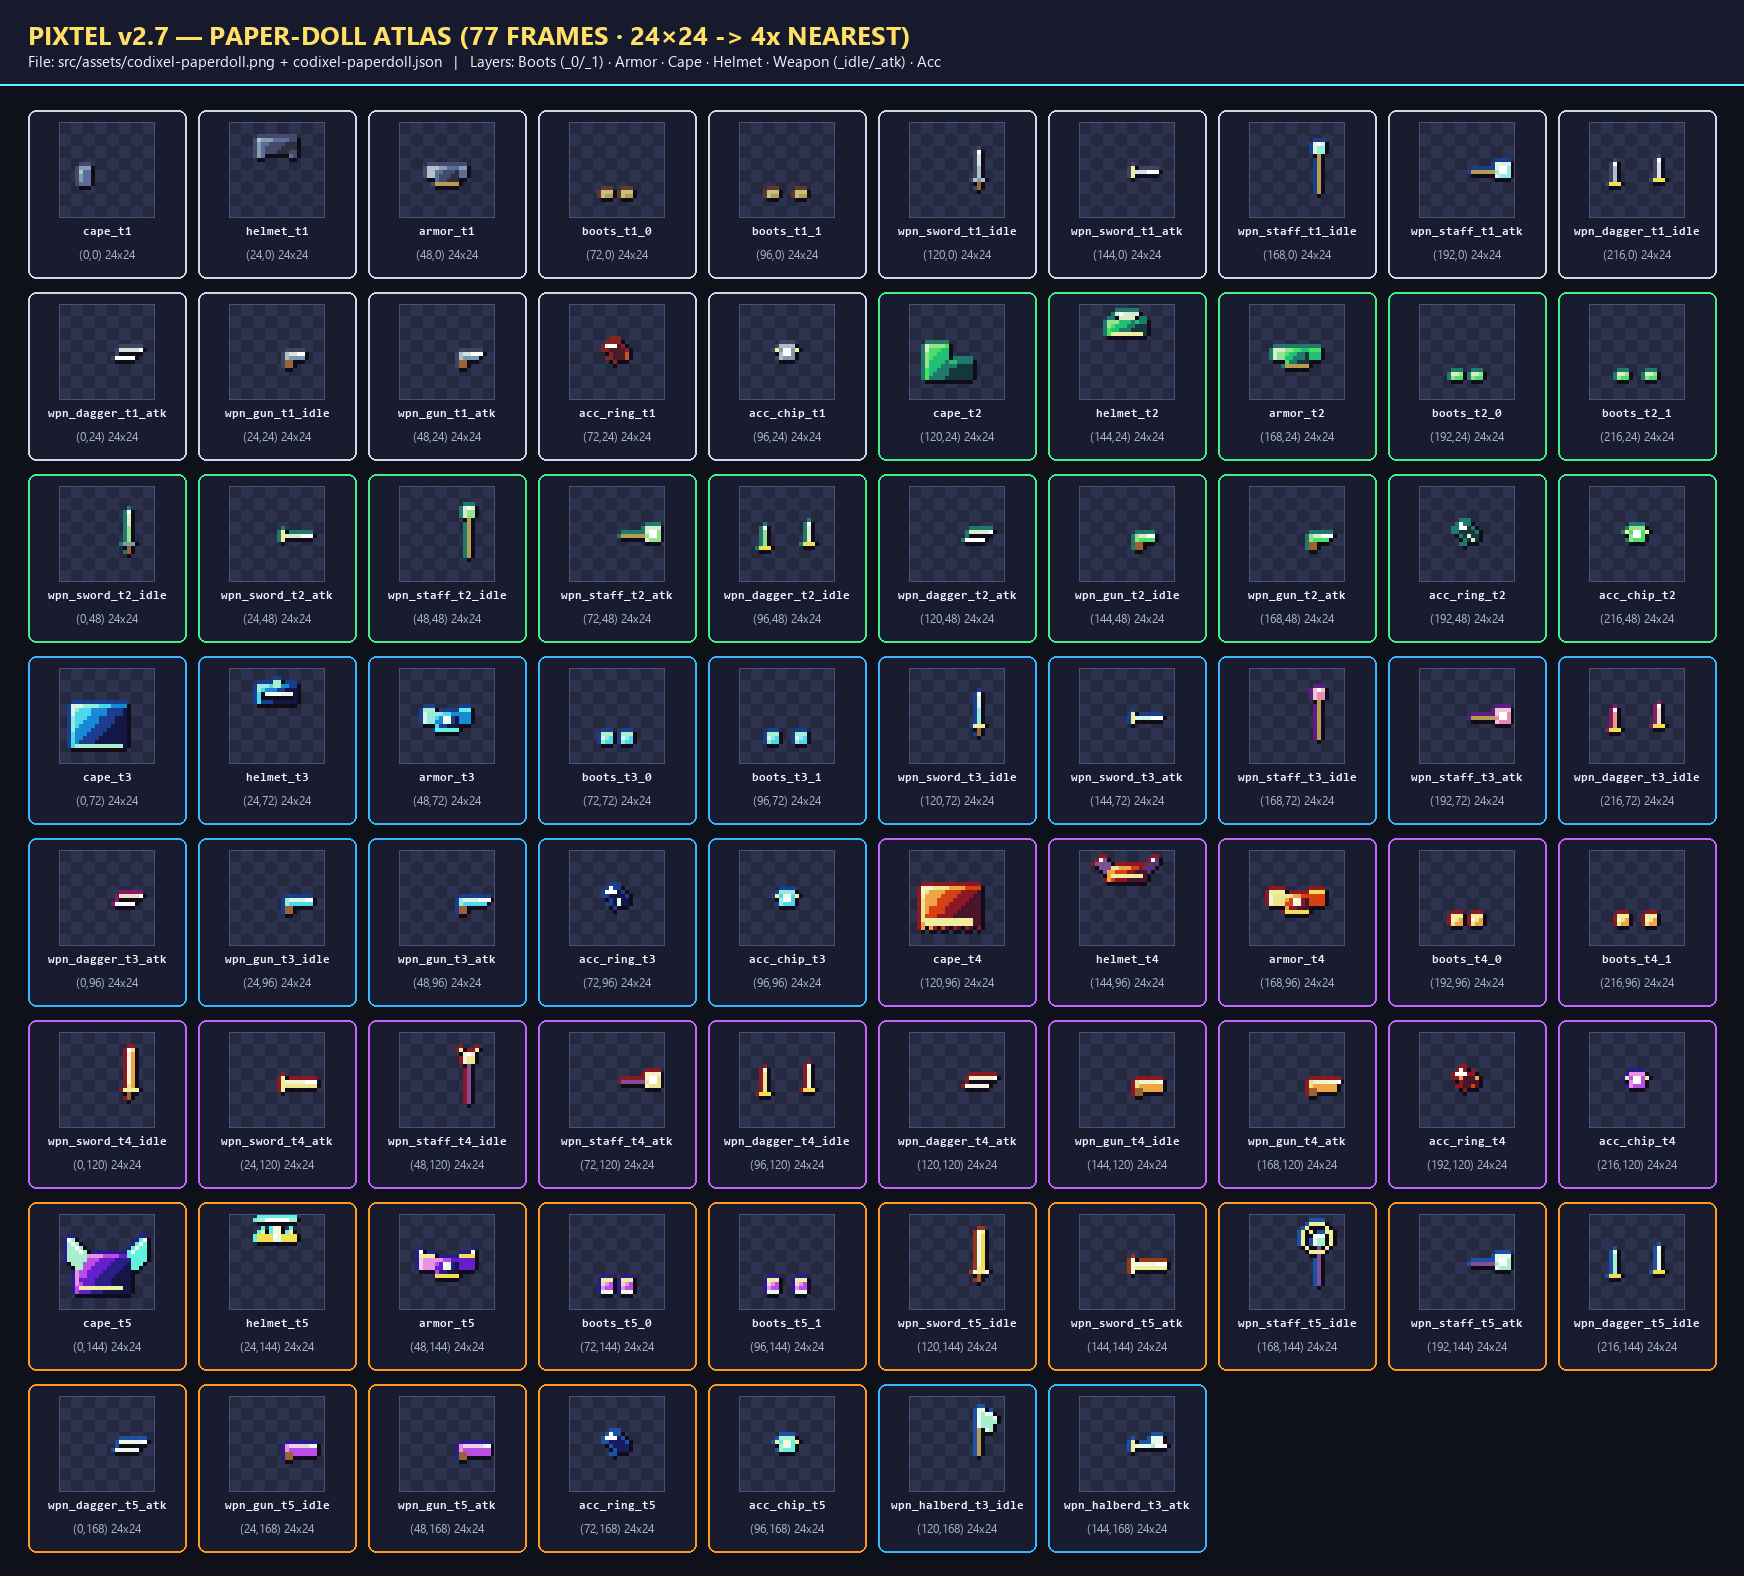 PIXTEL v2.7 — PAPER-DOLL ATLAS (77 FRAMES · 24×24 -> 4x NEAREST)
File: src/assets/codixel-paperdoll.png + codixel-paperdoll.json | Layers: Boots (_0/_1) · Armor · Cape · Helmet · Weapon (_idle/_atk) · Acc
cape_t1 helmet_t1 armor_t1 boots_t1_0 boots_t1_1 wpn_sword_t1_idle wpn_sword_t1_atk wpn_staff_t1_idle wpn_staff_t1_atk wpn_dagger_t1_idle
(0,0) 24x24 (24,0) 24x24 (48,0) 24x24 (72,0) 24x24 (96,0) 24x24 (120,0) 24x24 (144,0) 24x24 (168,0) 24x24 (192,0) 24x24 (216,0) 24x24
wpn_dagger_t1_atk wpn_gun_t1_idle wpn_gun_t1_atk acc_ring_t1 acc_chip_t1 cape_t2 helmet_t2 armor_t2 boots_t2_0 boots_t2_1
(0,24) 24x24 (24,24) 24x24 (48,24) 24x24 (72,24) 24x24 (96,24) 24x24 (120,24) 24x24 (144,24) 24x24 (168,24) 24x24 (192,24) 24x24 (216,24) 24x24
wpn_sword_t2_idle wpn_sword_t2_atk wpn_staff_t2_idle wpn_staff_t2_atk wpn_dagger_t2_idle wpn_dagger_t2_atk wpn_gun_t2_idle wpn_gun_t2_atk acc_ring_t2 acc_chip_t2
(0,48) 24x24 (24,48) 24x24 (48,48) 24x24 (72,48) 24x24 (96,48) 24x24 (120,48) 24x24 (144,48) 24x24 (168,48) 24x24 (192,48) 24x24 (216,48) 24x24
cape_t3 helmet_t3 armor_t3 boots_t3_0 boots_t3_1 wpn_sword_t3_idle wpn_sword_t3_atk wpn_staff_t3_idle wpn_staff_t3_atk wpn_dagger_t3_idle
(0,72) 24x24 (24,72) 24x24 (48,72) 24x24 (72,72) 24x24 (96,72) 24x24 (120,72) 24x24 (144,72) 24x24 (168,72) 24x24 (192,72) 24x24 (216,72) 24x24
wpn_dagger_t3_atk wpn_gun_t3_idle wpn_gun_t3_atk acc_ring_t3 acc_chip_t3 cape_t4 helmet_t4 armor_t4 boots_t4_0 boots_t4_1
(0,96) 24x24 (24,96) 24x24 (48,96) 24x24 (72,96) 24x24 (96,96) 24x24 (120,96) 24x24 (144,96) 24x24 (168,96) 24x24 (192,96) 24x24 (216,96) 24x24
wpn_sword_t4_idle wpn_sword_t4_atk wpn_staff_t4_idle wpn_staff_t4_atk wpn_dagger_t4_idle wpn_dagger_t4_atk wpn_gun_t4_idle wpn_gun_t4_atk acc_ring_t4 acc_chip_t4
(0,120) 24x24 (24,120) 24x24 (48,120) 24x24 (72,120) 24x24 (96,120) 24x24 (120,120) 24x24 (144,120) 24x24 (168,120) 24x24 (192,120) 24x24 (216,120) 24x24
cape_t5 helmet_t5 armor_t5 boots_t5_0 boots_t5_1 wpn_sword_t5_idle wpn_sword_t5_atk wpn_staff_t5_idle wpn_staff_t5_atk wpn_dagger_t5_idle
(0,144) 24x24 (24,144) 24x24 (48,144) 24x24 (72,144) 24x24 (96,144) 24x24 (120,144) 24x24 (144,144) 24x24 (168,144) 24x24 (192,144) 24x24 (216,144) 24x24
wpn_dagger_t5_atk wpn_gun_t5_idle wpn_gun_t5_atk acc_ring_t5 acc_chip_t5 wpn_halberd_t3_idle wpn_halberd_t3_atk
(0,168) 24x24 (24,168) 24x24 (48,168) 24x24 (72,168) 24x24 (96,168) 24x24 (120,168) 24x24 (144,168) 24x24